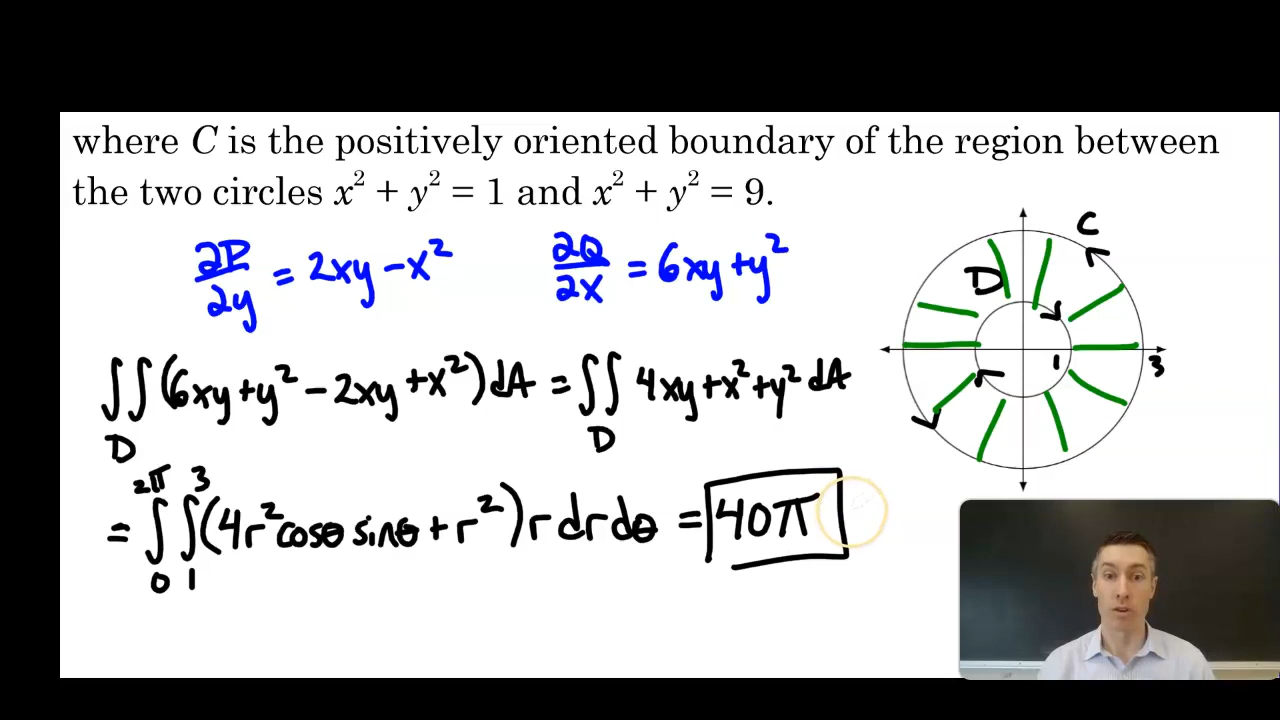 where C is the positively oriented boundary of the region between
the two circles x² + y² = 1 and x² + y² = 9.
∂P/∂y = 2xy - x² ∂Q/∂x = 6xy + y²
C
D
1
3
∬_D (6xy + y² - 2xy + x²) dA = ∬_D 4xy + x² + y² dA
= ∫₀^2π ∫₁³ (4r² cosθ sinθ + r²) r dr dθ = 40π